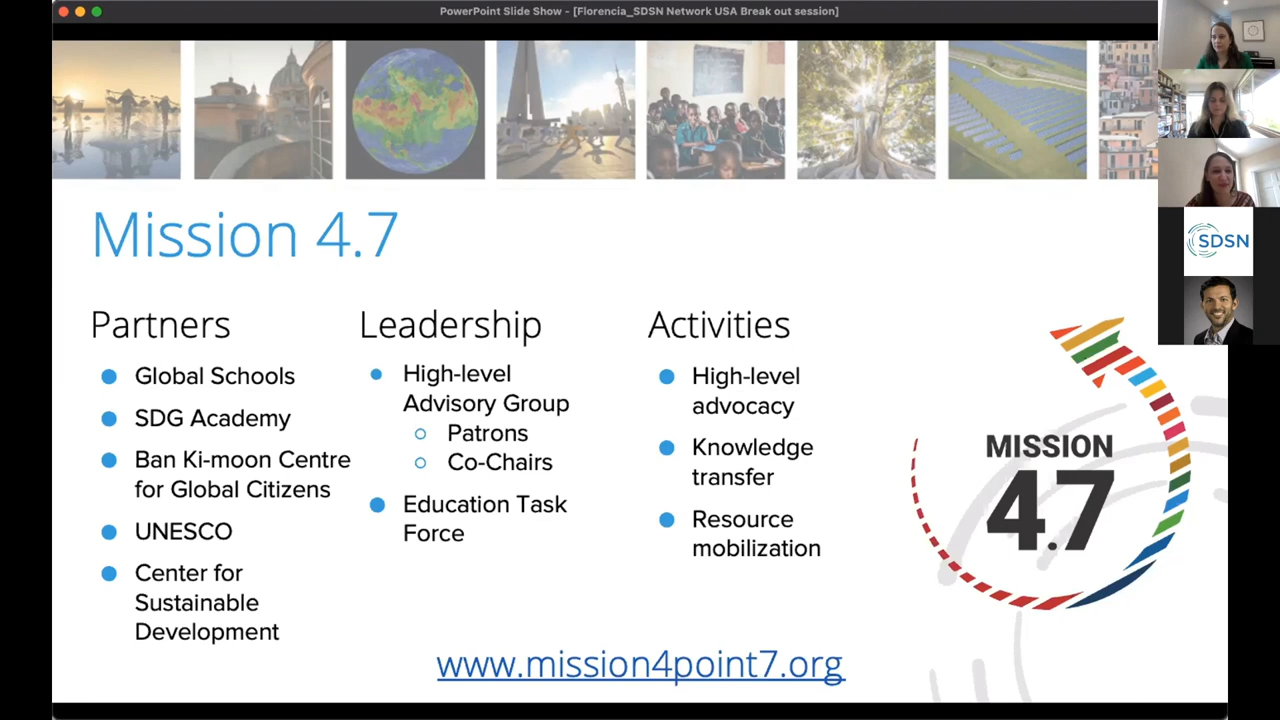 PowerPoint Slide Show - [Florencia_SDSN Network USA Break out session]
SDSN
Mission 4.7
Partners
Global Schools
SDG Academy
Ban Ki-moon Centre
for Global Citizens
UNESCO
Center for
Sustainable
Development
Leadership
High-level
Advisory Group
Patrons
Co-Chairs
Education Task
Force
Activities
High-level
advocacy
Knowledge
transfer
Resource
mobilization
MISSION
4.7
www.mission4point7.org